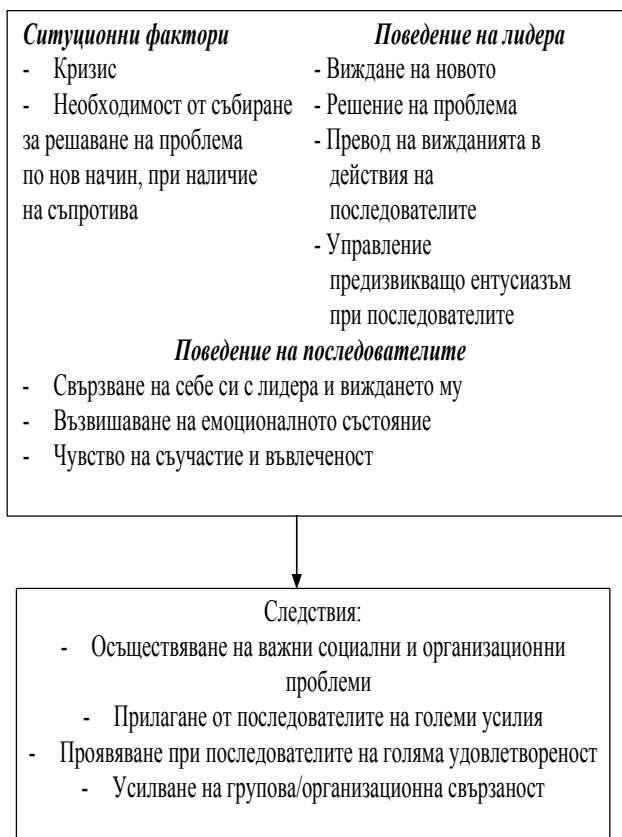 Ситуционни фактори
- Кризис
- Необходимост от събиране
за решаване на проблема
по нов начин, при наличие
на съпротива
Поведение на лидера
- Виждане на новото
- Решение на проблема
- Превод на вижданията в
действия на
последователите
- Управление
предизвикващо ентусиазъм
при последователите
Поведение на последователите
- Свързване на себе си с лидера и виждането му
- Възвишаване на емоционалното състояние
- Чувство на съучастие и въвлеченост
Следствия:
- Осъществяване на важни социални и организационни
проблеми
- Прилагане от последователите на големи усилия
- Проявяване при последователите на голяма удовлетвореност
- Усилване на групова/организационна свързаност